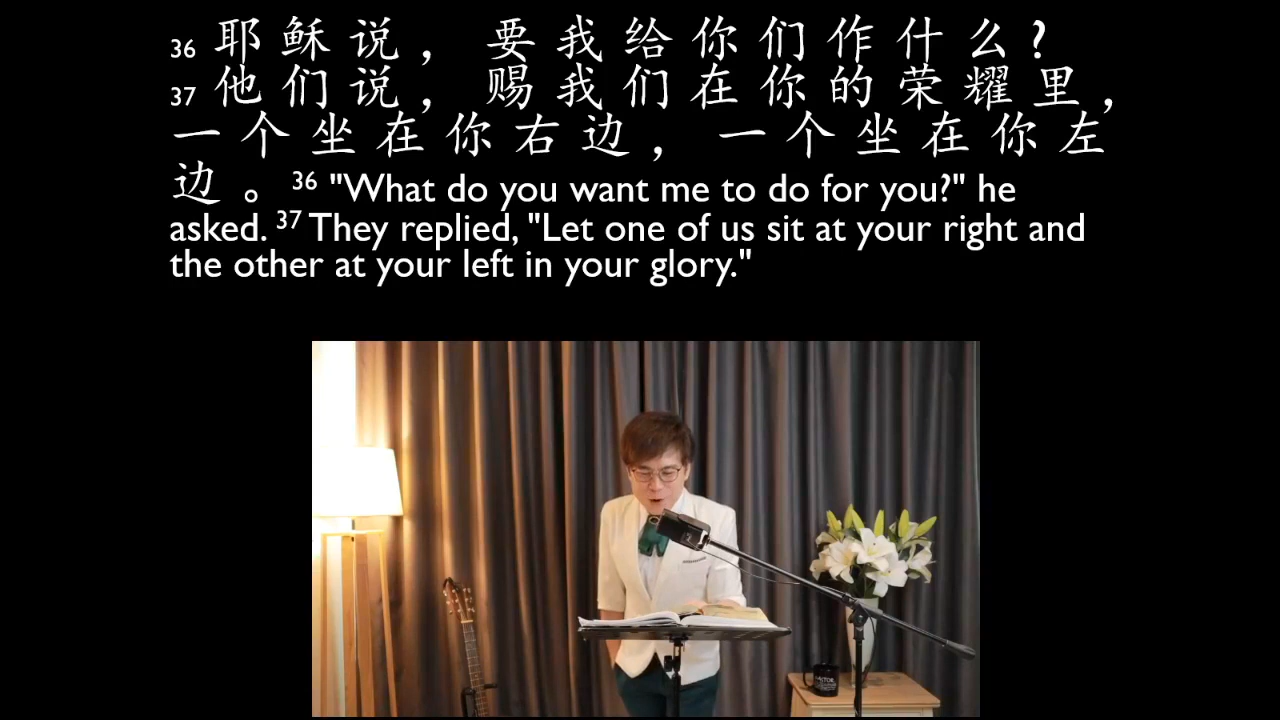 36 耶稣说，要我给你们作什么？
37 他们说，赐我们在你的荣耀里，
一个坐在你右边，一个坐在你左
边。36 "What do you want me to do for you?" he
asked. 37 They replied, "Let one of us sit at your right and
the other at your left in your glory."